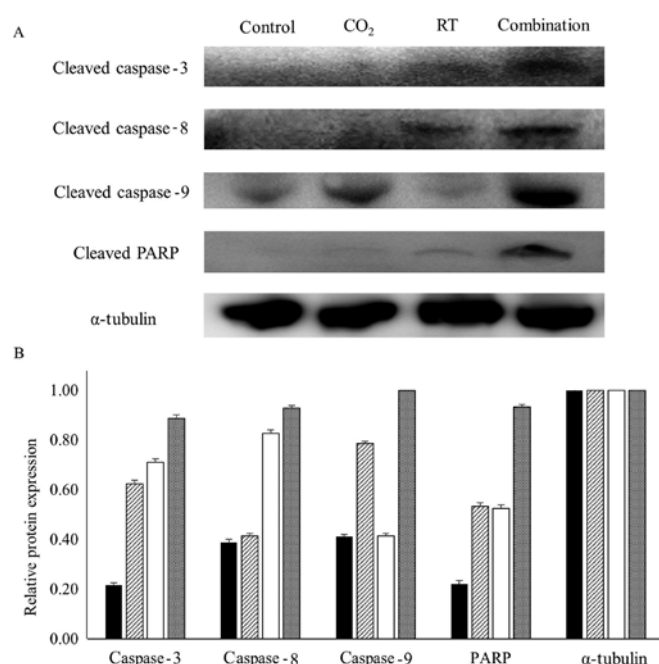 A
Control CO₂ RT Combination
Cleaved caspase-3
Cleaved caspase-8
Cleaved caspase-9
Cleaved PARP
α-tubulin
B
Relative protein expression
1.00
0.80
0.60
0.40
0.20
0.00
Caspase-3 Caspase-8 Caspase-9 PARP α-tubulin